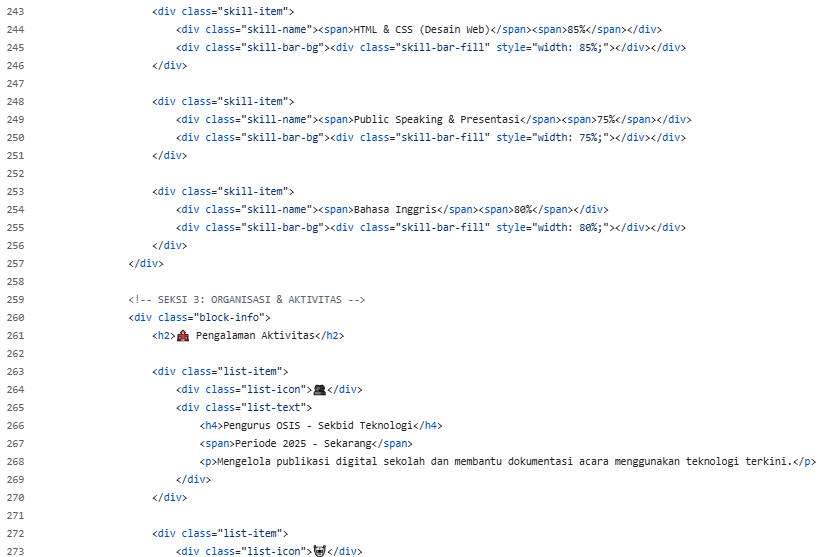 243 <div class="skill-item">
244 <div class="skill-name"><span>HTML & CSS (Desain Web)</span><span>85%</span></div>
245 <div class="skill-bar-bg"><div class="skill-bar-fill" style="width: 85%;"></div></div>
246 </div>
247
248 <div class="skill-item">
249 <div class="skill-name"><span>Public Speaking & Presentasi</span><span>75%</span></div>
250 <div class="skill-bar-bg"><div class="skill-bar-fill" style="width: 75%;"></div></div>
251 </div>
252
253 <div class="skill-item">
254 <div class="skill-name"><span>Bahasa Inggris</span><span>80%</span></div>
255 <div class="skill-bar-bg"><div class="skill-bar-fill" style="width: 80%;"></div></div>
256 </div>
257 </div>
258
259 <!-- SEKSI 3: ORGANISASI & AKTIVITAS -->
260 <div class="block-info">
261 <h2> Pengalaman Aktivitas</h2>
262
263 <div class="list-item">
264 <div class="list-icon">👥</div>
265 <div class="list-text">
266 <h4>Pengurus OSIS - Sekbid Teknologi</h4>
267 <span>Periode 2025 - Sekarang</span>
268 <p>Mengelola publikasi digital sekolah dan membantu dokumentasi acara menggunakan teknologi terkini.</p>
269 </div>
270 </div>
271
272 <div class="list-item">
273 <div class="list-icon"></div>